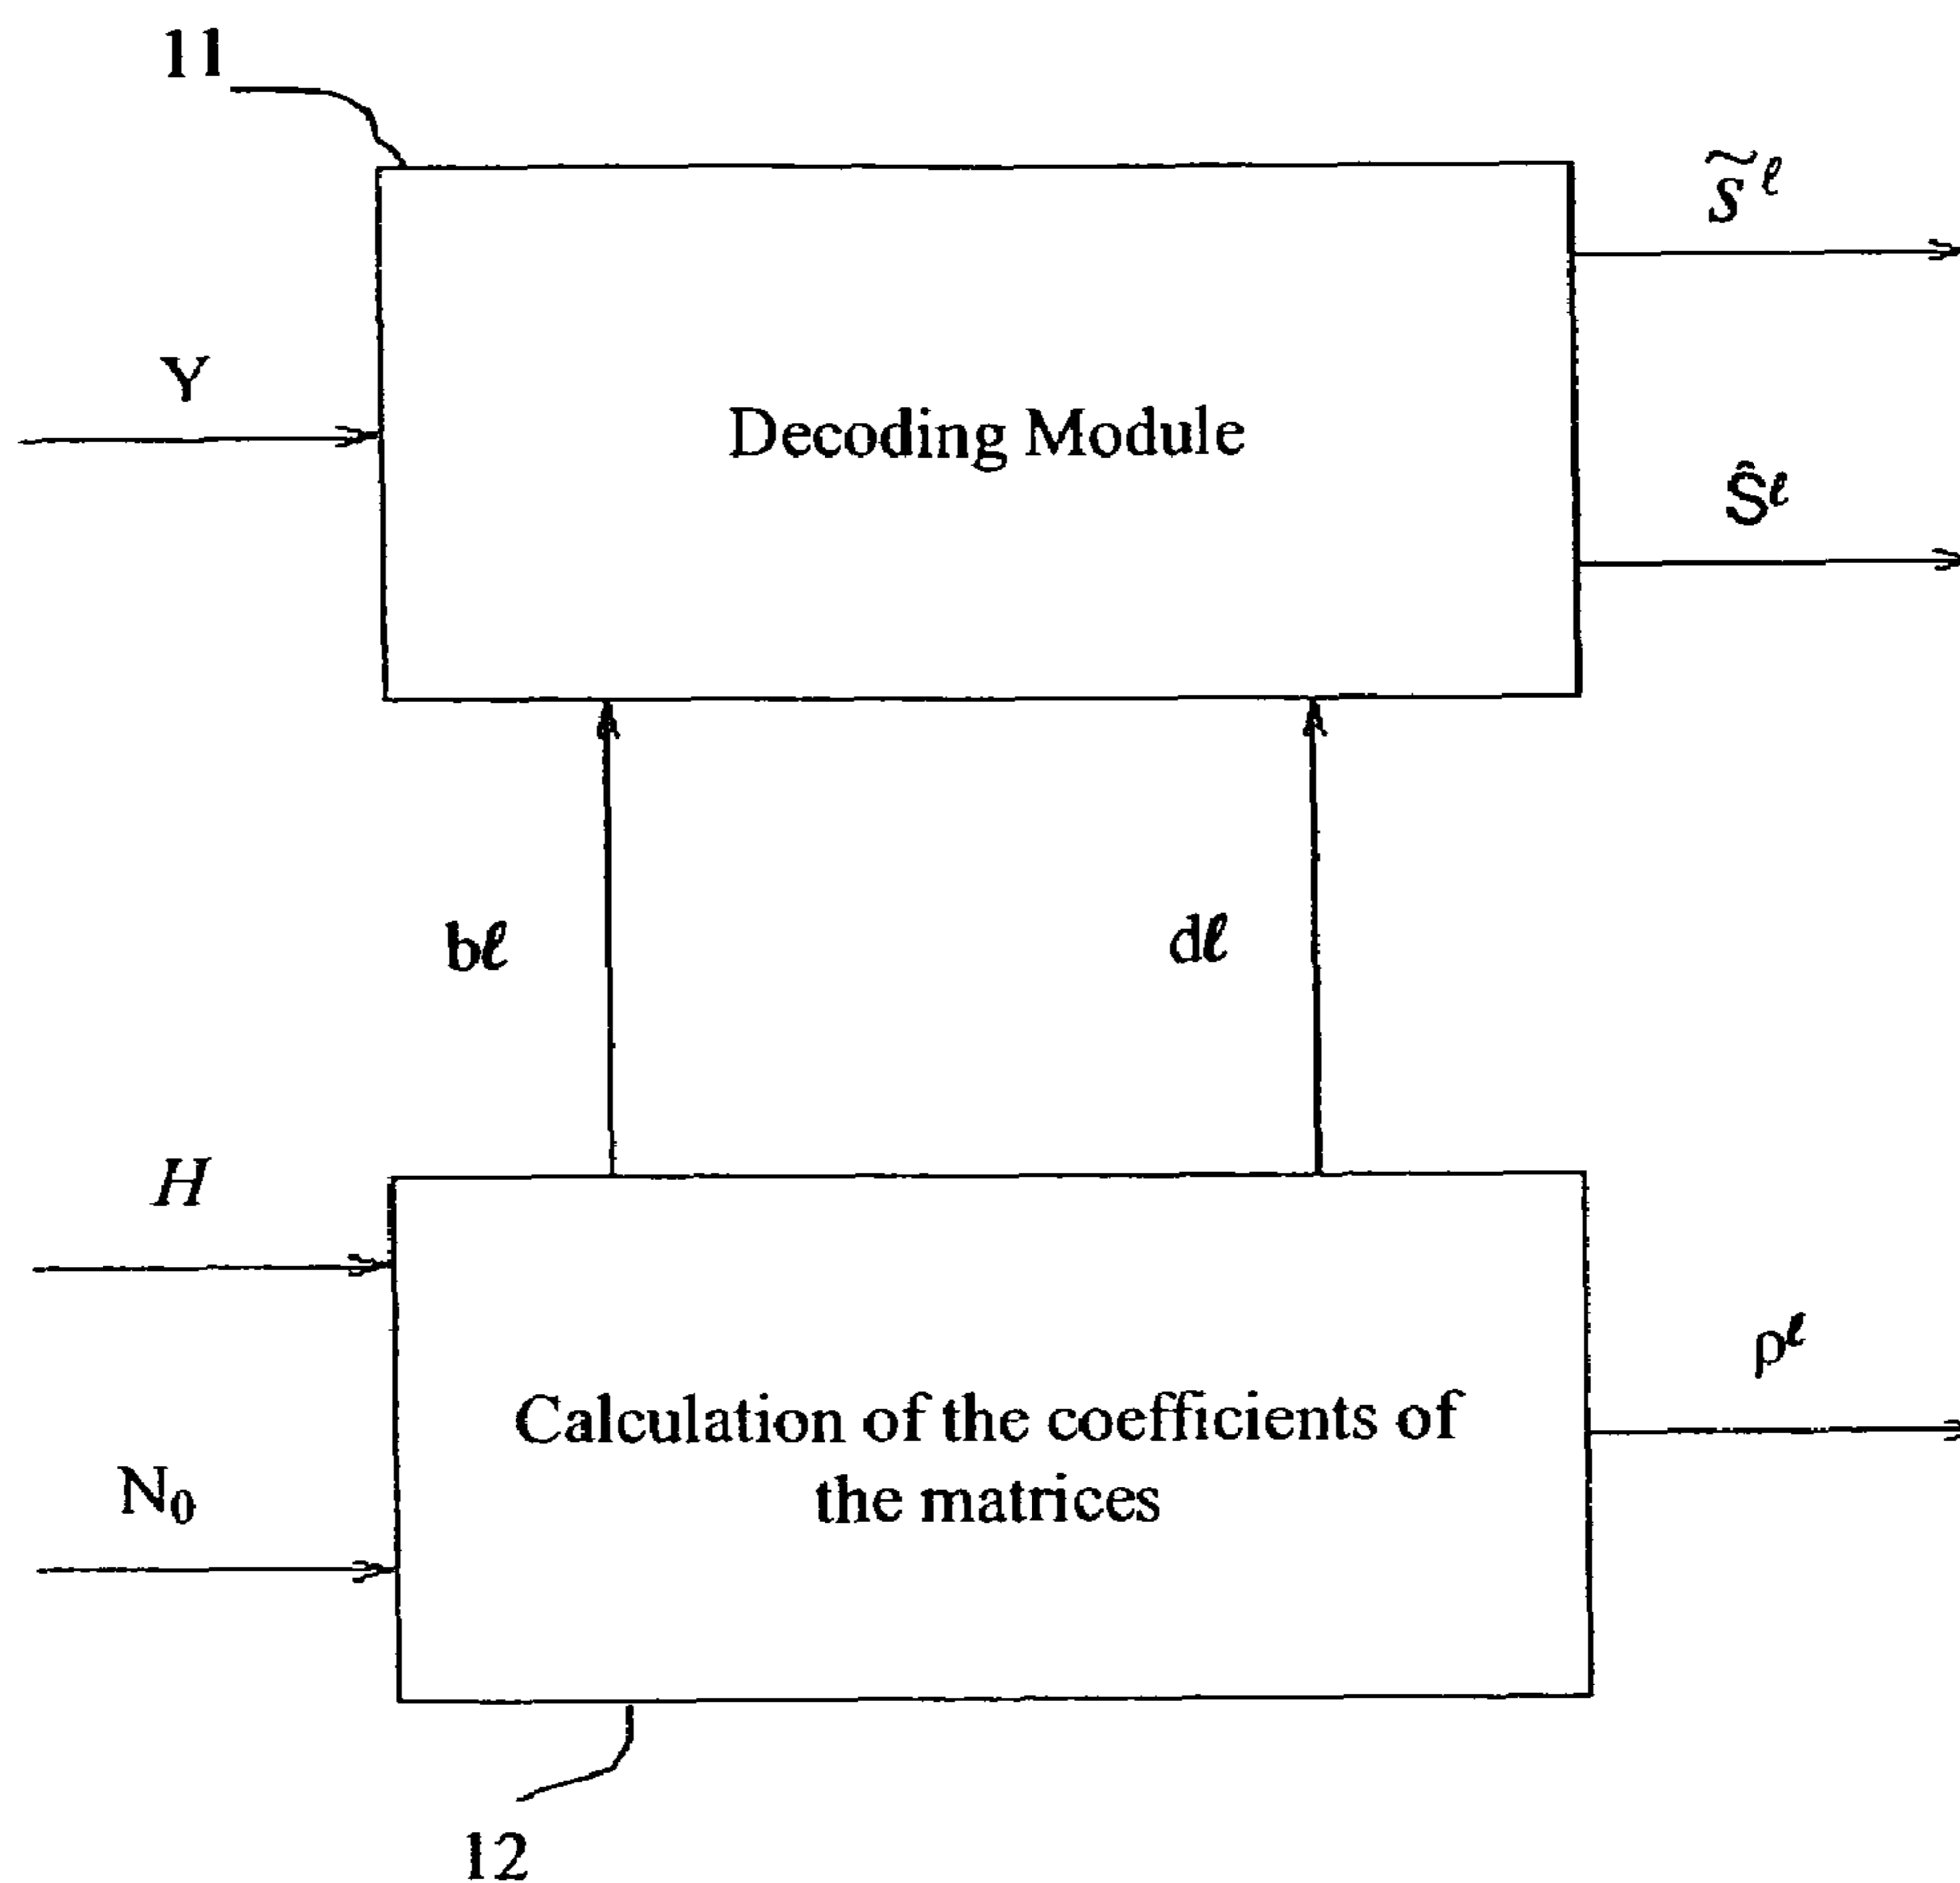 11
s̃ℓ
Y
Decoding Module
Ŝℓ
bℓ
dℓ
H
ρℓ
Calculation of the coefficients of
the matrices
N₀
12